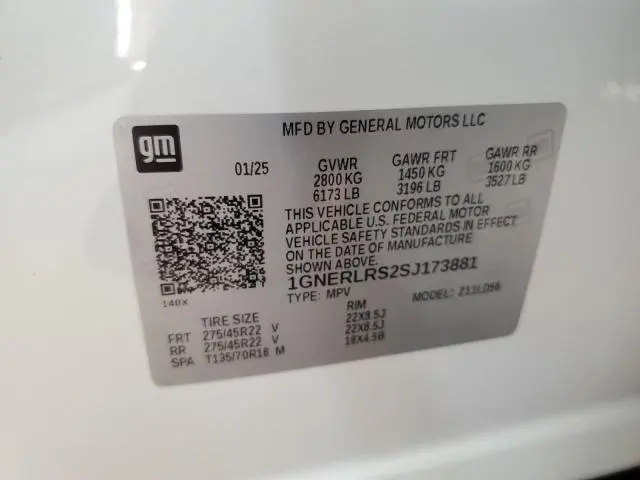 gm
MFD BY GENERAL MOTORS LLC
01/25 GVWR GAWR FRT GAWR RR
2800 KG 1450 KG 1600 KG
6173 LB 3196 LB 3527 LB
THIS VEHICLE CONFORMS TO ALL
APPLICABLE U.S. FEDERAL MOTOR
VEHICLE SAFETY STANDARDS IN EFFECT
ON THE DATE OF MANUFACTURE
SHOWN ABOVE.
1GNERLRS2SJ173881
140X
TYPE: MPV MODEL: Z11LD56
TIRE SIZE RIM
FRT 275/45R22 V 22X8.5J
RR 275/45R22 V 22X8.5J
SPA T135/70R18 M 18X4.5B